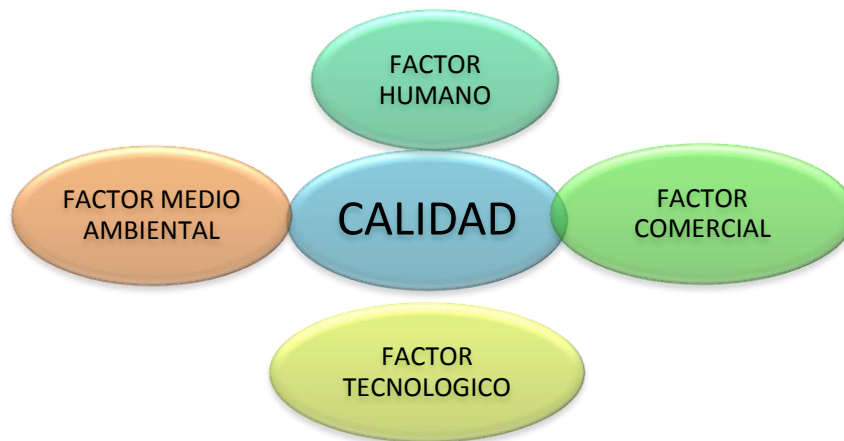 FACTOR
HUMANO
FACTOR MEDIO
AMBIENTAL
CALIDAD
FACTOR
COMERCIAL
FACTOR
TECNOLOGICO